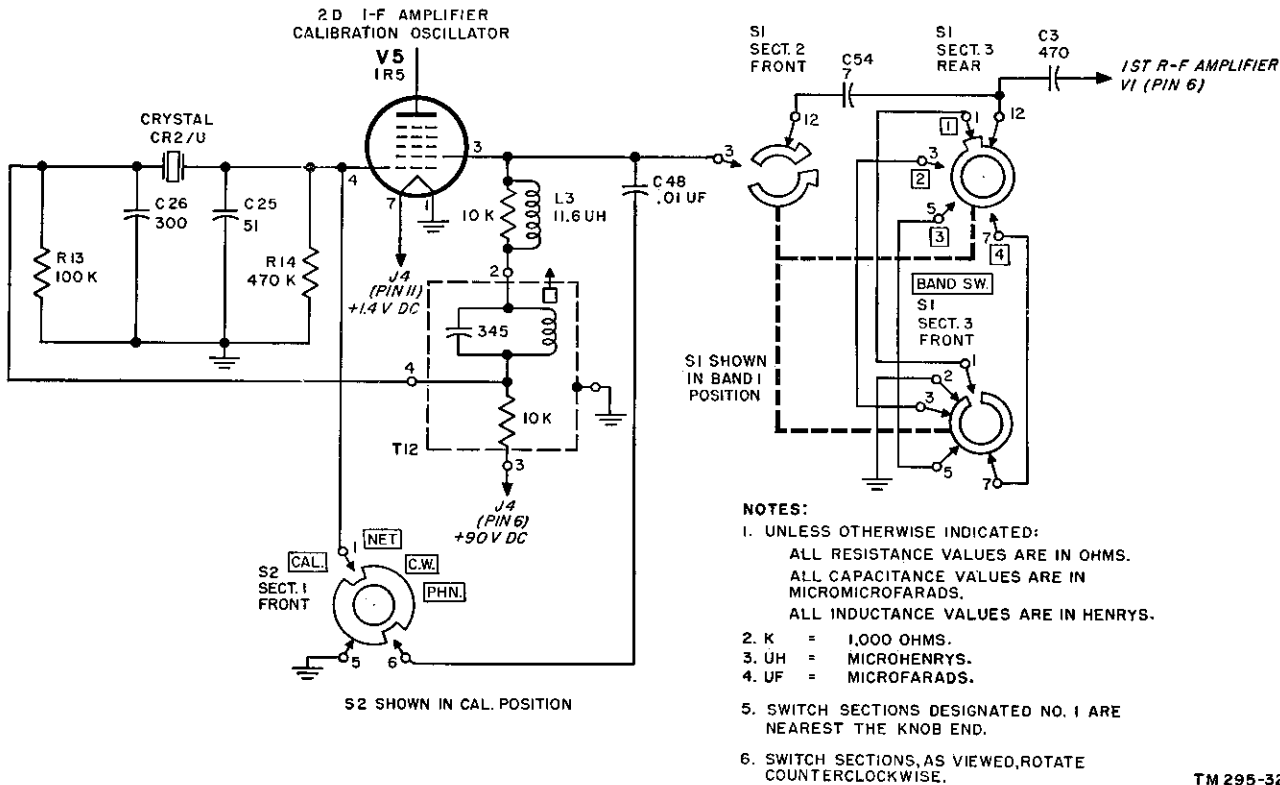 2D I-F AMPLIFIER
CALIBRATION OSCILLATOR
V5
1R5
CRYSTAL
CR2/U
4
3
7
1
C26
300
C25
51
R13
100 K
R14
470 K
10 K
L3
11.6 UH
C48
.01 UF
J4
(PIN 11)
+1.4 V DC
2
345
4
10K
T12
3
J4
(PIN 6)
+90V DC
S1
SECT. 2
FRONT
C54
7
S1
SECT. 3
REAR
C3
470
1ST R-F AMPLIFIER
V1 (PIN 6)
12
3
1
1
12
3
2
5
3
7
4
BAND SW.
S1
SECT. 3
FRONT
1
2
3
5
7
S1 SHOWN
IN BAND 1
POSITION
S2
SECT. 1
FRONT
CAL.
1
NET
C.W.
PHN.
5
6
S2 SHOWN IN CAL. POSITION
NOTES:
1. UNLESS OTHERWISE INDICATED:
ALL RESISTANCE VALUES ARE IN OHMS.
ALL CAPACITANCE VALUES ARE IN
MICROMICROFARADS.
ALL INDUCTANCE VALUES ARE IN HENRYS.
2. K = 1,000 OHMS.
3. UH = MICROHENRYS.
4. UF = MICROFARADS.
5. SWITCH SECTIONS DESIGNATED NO. 1 ARE
NEAREST THE KNOB END.
6. SWITCH SECTIONS, AS VIEWED, ROTATE
COUNTERCLOCKWISE.
TM 295-32